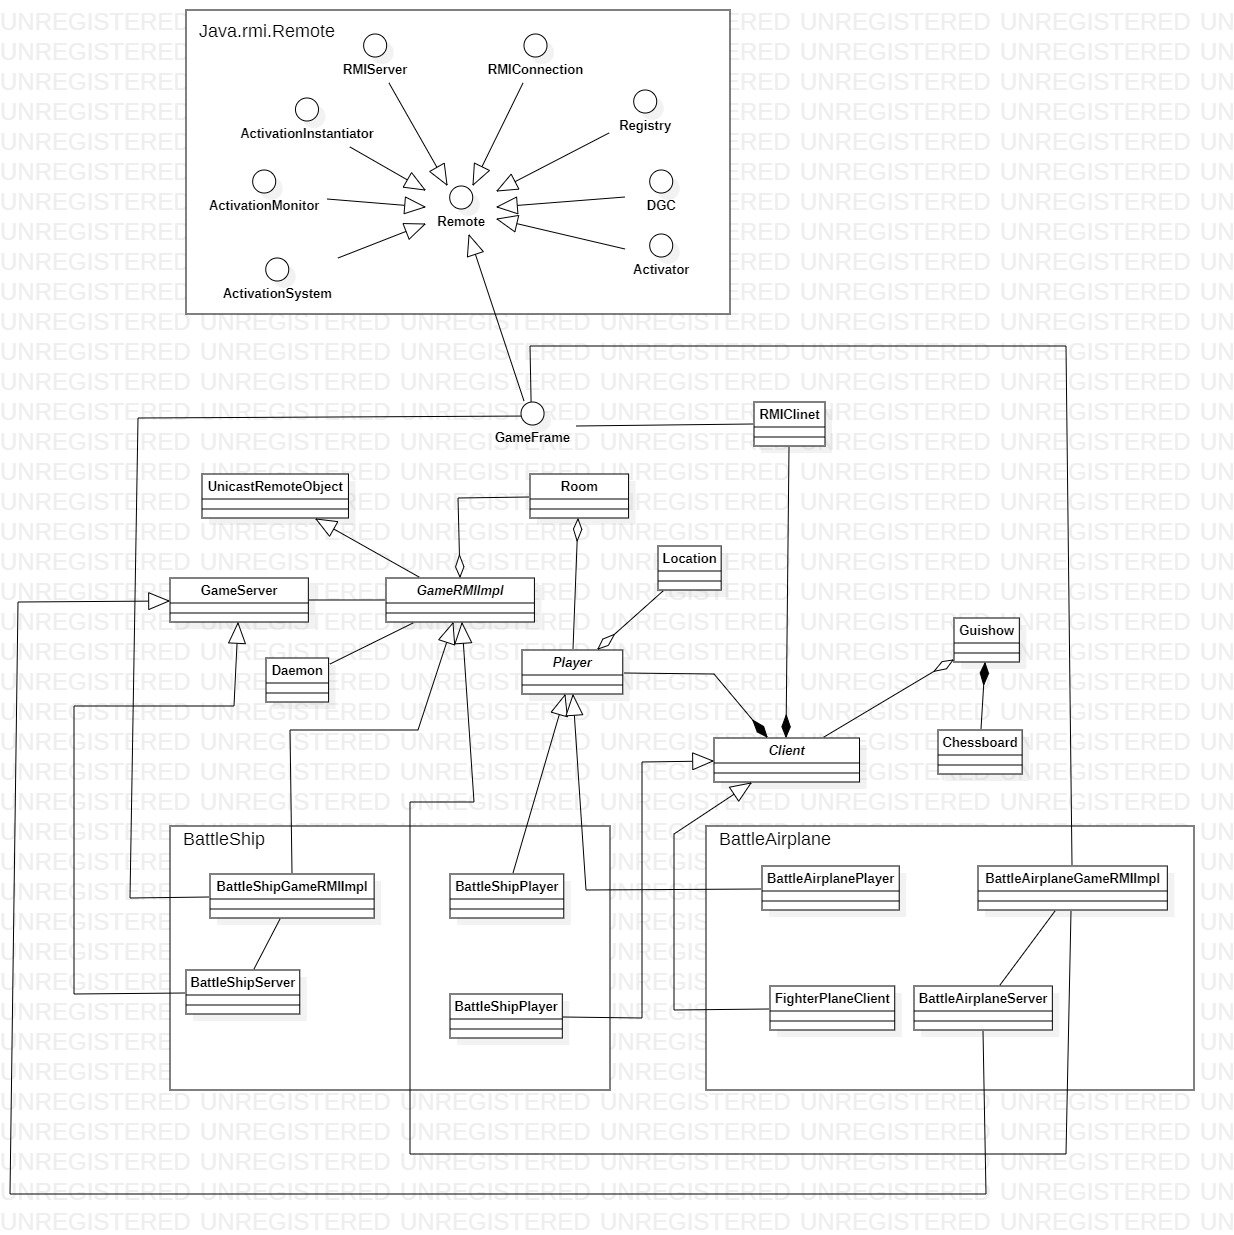 Java.rmi.Remote
RMIServer
RMIConnection
ActivationInstantiator
Registry
ActivationMonitor
DGC
Remote
Activator
ActivationSystem
GameFrame
RMIClinet
UnicastRemoteObject
Room
Location
GameServer
GameRMIImpl
Guishow
Daemon
Player
Chessboard
Client
BattleShip
BattleAirplane
BattleShipGameRMIImpl
BattleShipPlayer
BattleAirplanePlayer
BattleAirplaneGameRMIImpl
BattleShipServer
BattleShipPlayer
FighterPlaneClient
BattleAirplaneServer
UNREGISTERED